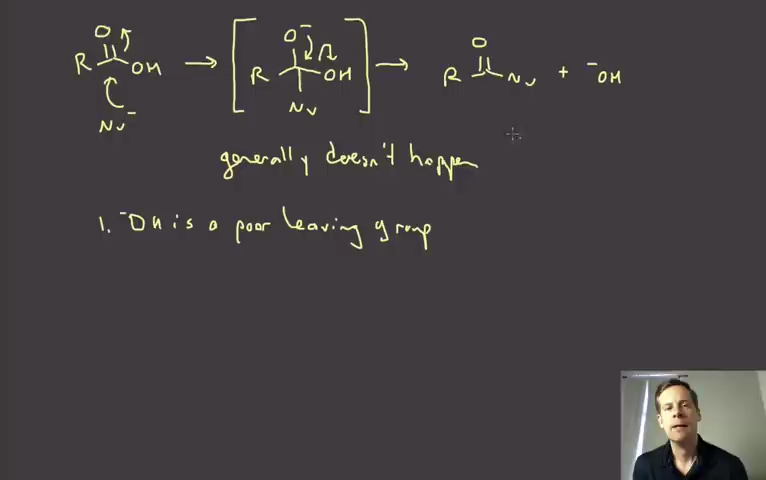 O O⁻ O
R OH → [ R OH ] → R Nu + ⁻OH
Nu⁻ Nu
generally doesn't happen
1. ⁻OH is a poor leaving group